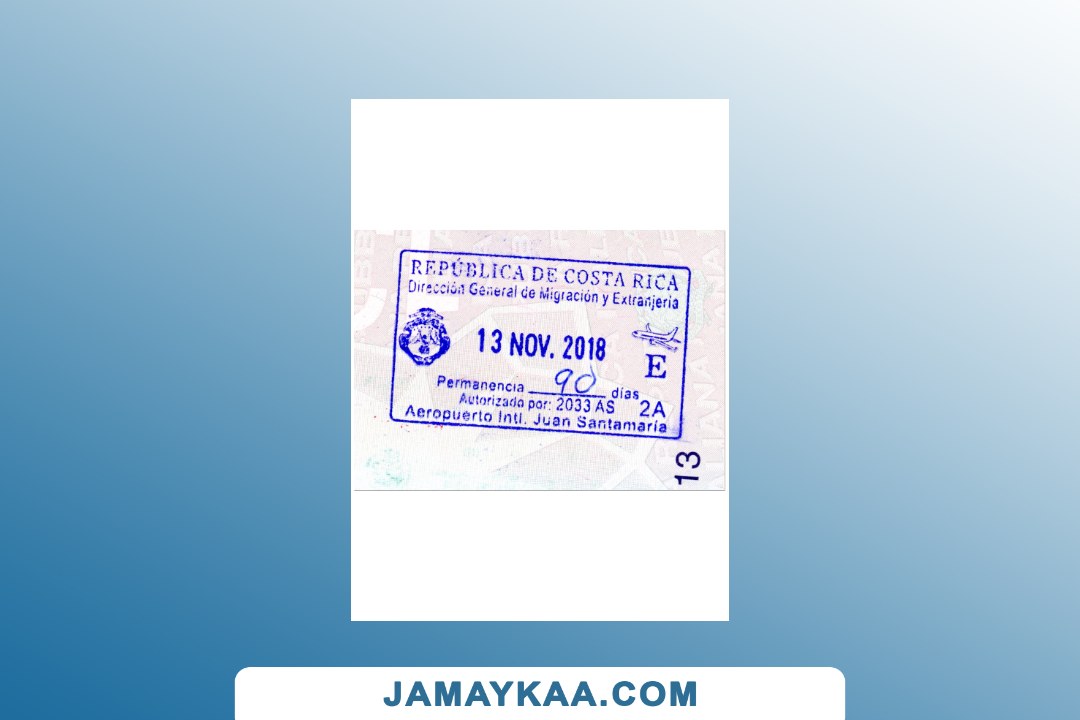 REPÚBLICA DE COSTA RICA
Dirección General de Migración y Extranjería
13 NOV. 2018
E
Permanencia 90 días
Autorizado por: 2033 AS 2A
Aeropuerto Intl. Juan Santamaría
13
JAMAYKAA.COM